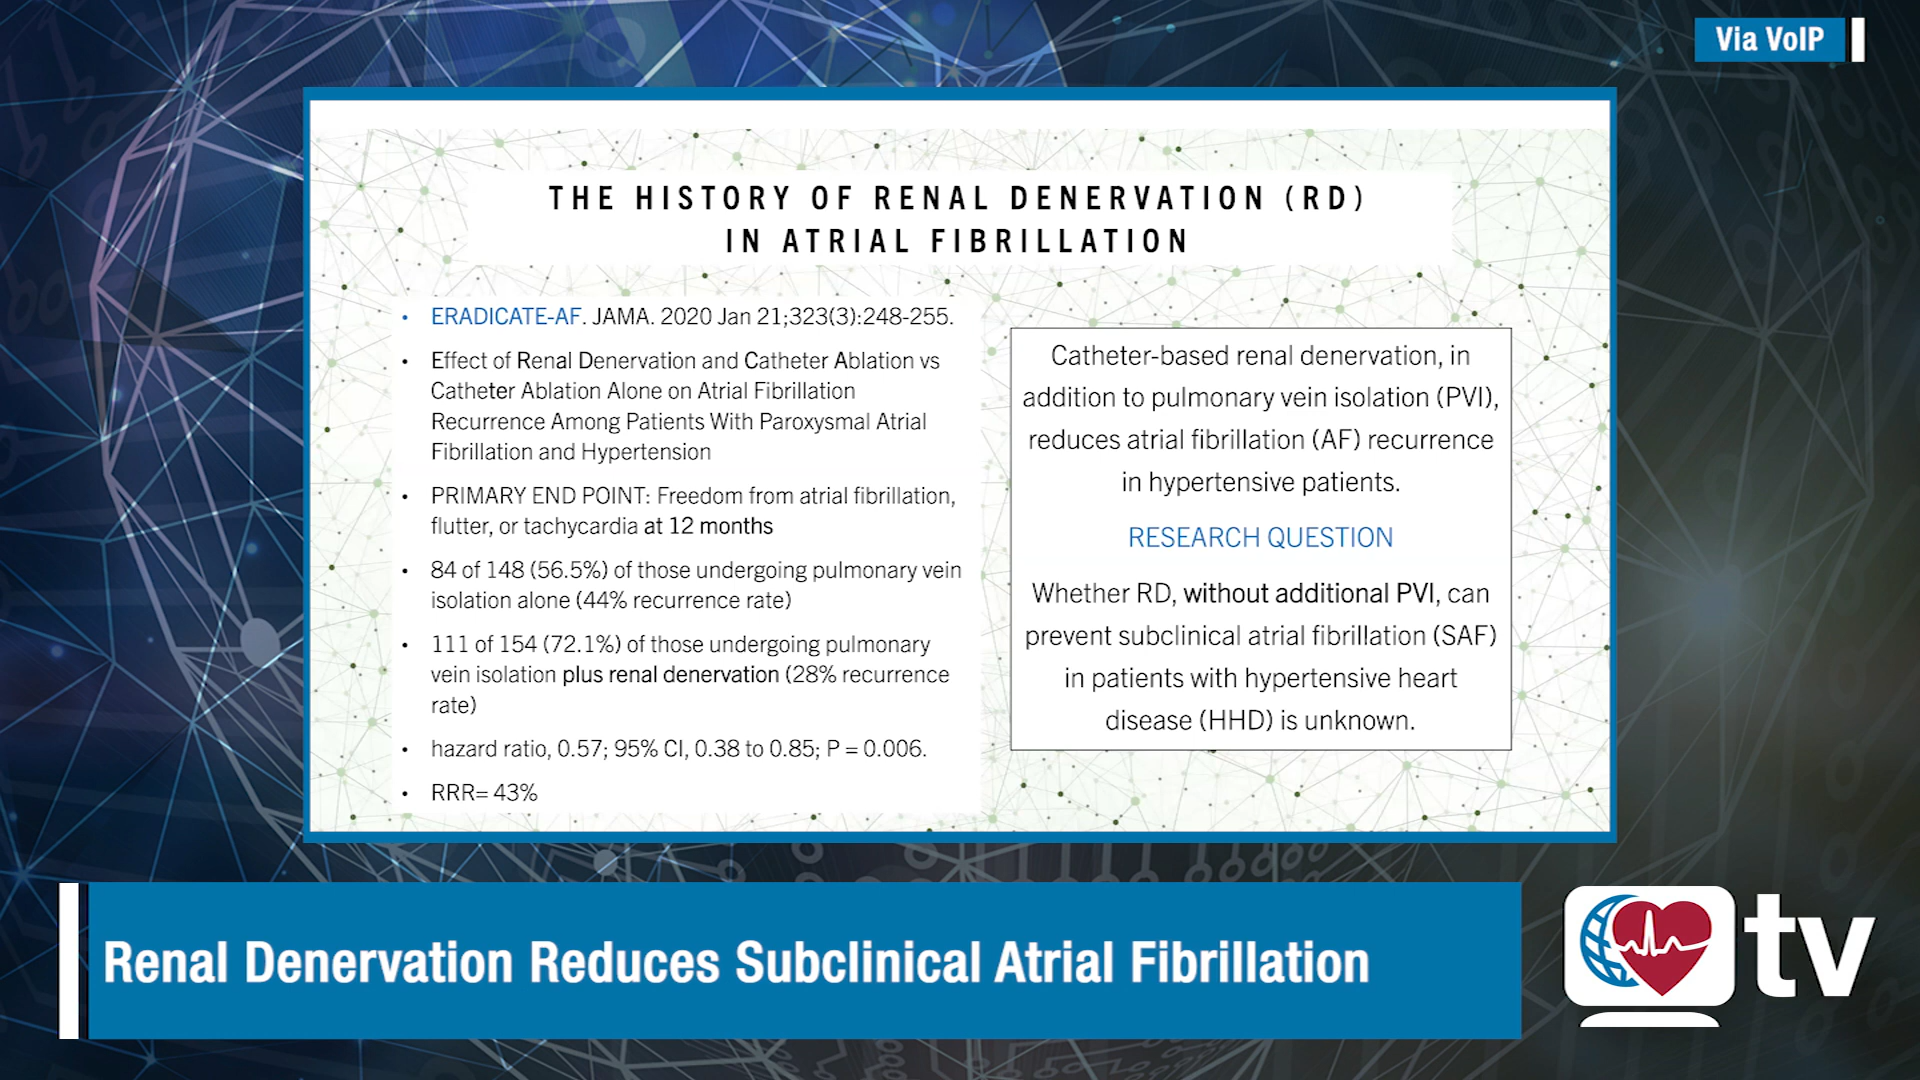 Via VoIP
THE HISTORY OF RENAL DENERVATION (RD)
IN ATRIAL FIBRILLATION
• ERADICATE-AF. JAMA. 2020 Jan 21;323(3):248-255.
• Effect of Renal Denervation and Catheter Ablation vs
Catheter Ablation Alone on Atrial Fibrillation
Recurrence Among Patients With Paroxysmal Atrial
Fibrillation and Hypertension
• PRIMARY END POINT: Freedom from atrial fibrillation,
flutter, or tachycardia at 12 months
• 84 of 148 (56.5%) of those undergoing pulmonary vein
isolation alone (44% recurrence rate)
• 111 of 154 (72.1%) of those undergoing pulmonary
vein isolation plus renal denervation (28% recurrence
rate)
• hazard ratio, 0.57; 95% CI, 0.38 to 0.85; P = 0.006.
• RRR= 43%
Catheter-based renal denervation, in
addition to pulmonary vein isolation (PVI),
reduces atrial fibrillation (AF) recurrence
in hypertensive patients.
RESEARCH QUESTION
Whether RD, without additional PVI, can
prevent subclinical atrial fibrillation (SAF)
in patients with hypertensive heart
disease (HHD) is unknown.
Renal Denervation Reduces Subclinical Atrial Fibrillation
tv